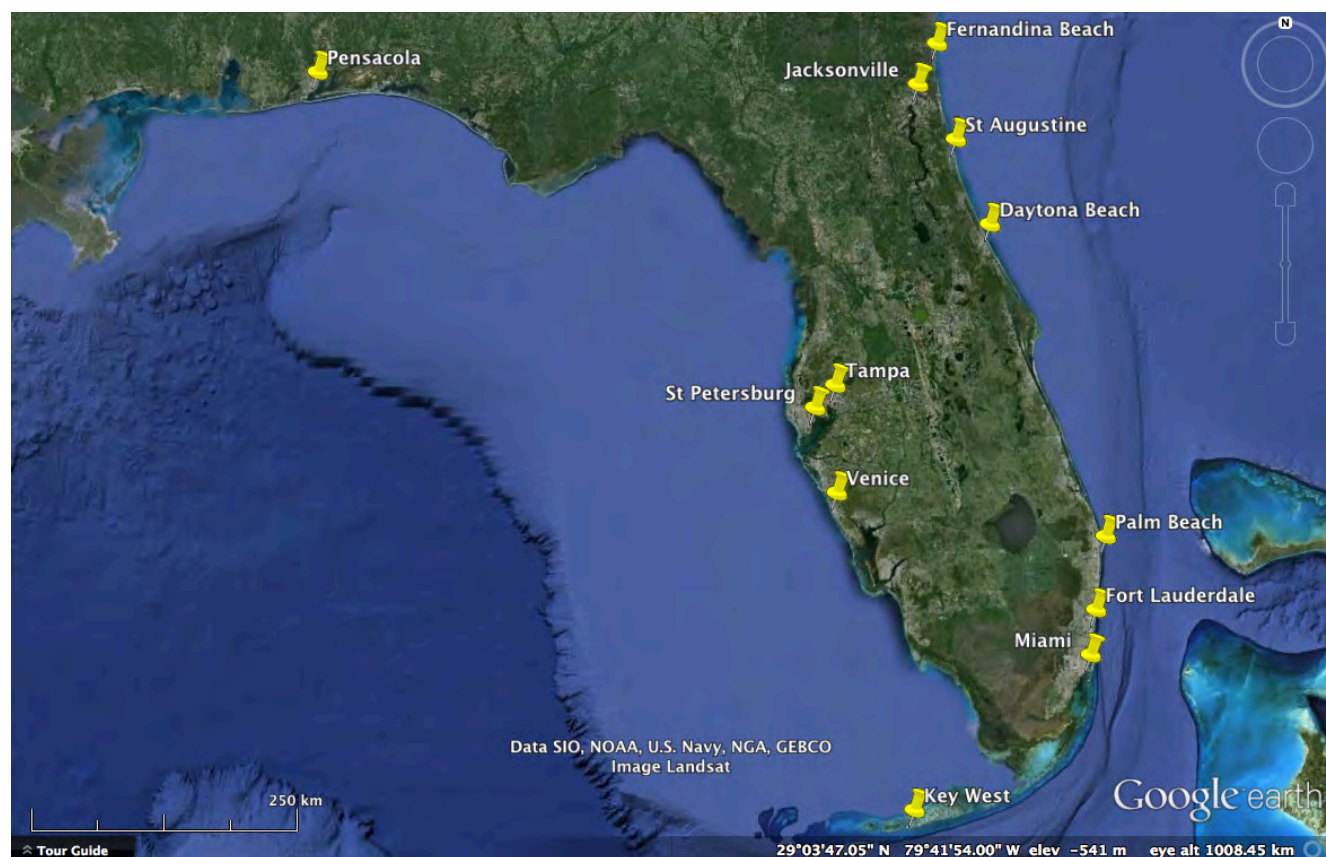 N
Fernandina Beach
Pensacola
Jacksonville
St Augustine
Daytona Beach
Tampa
St Petersburg
Venice
Palm Beach
Fort Lauderdale
Miami
Data SIO, NOAA, U.S. Navy, NGA, GEBCO
Image Landsat
Key West
Google earth
250 km
Tour Guide
29°03'47.05" N 79°41'54.00" W elev -541 m eye alt 1008.45 km